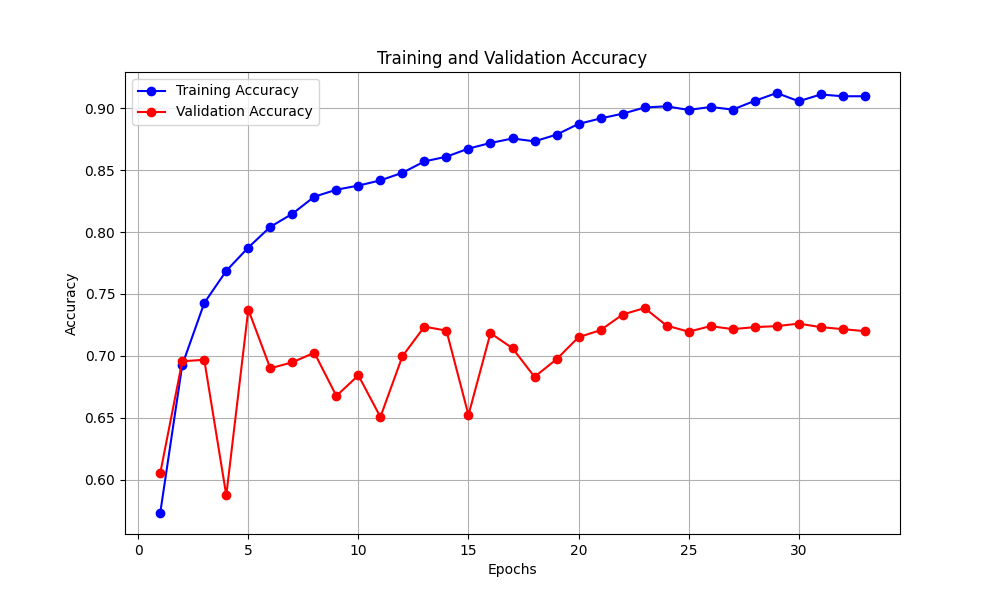 Training and Validation Accuracy
Training Accuracy
Validation Accuracy
0.90
0.85
0.80
0.75
0.70
0.65
0.60
Accuracy
0 5 10 15 20 25 30
Epochs